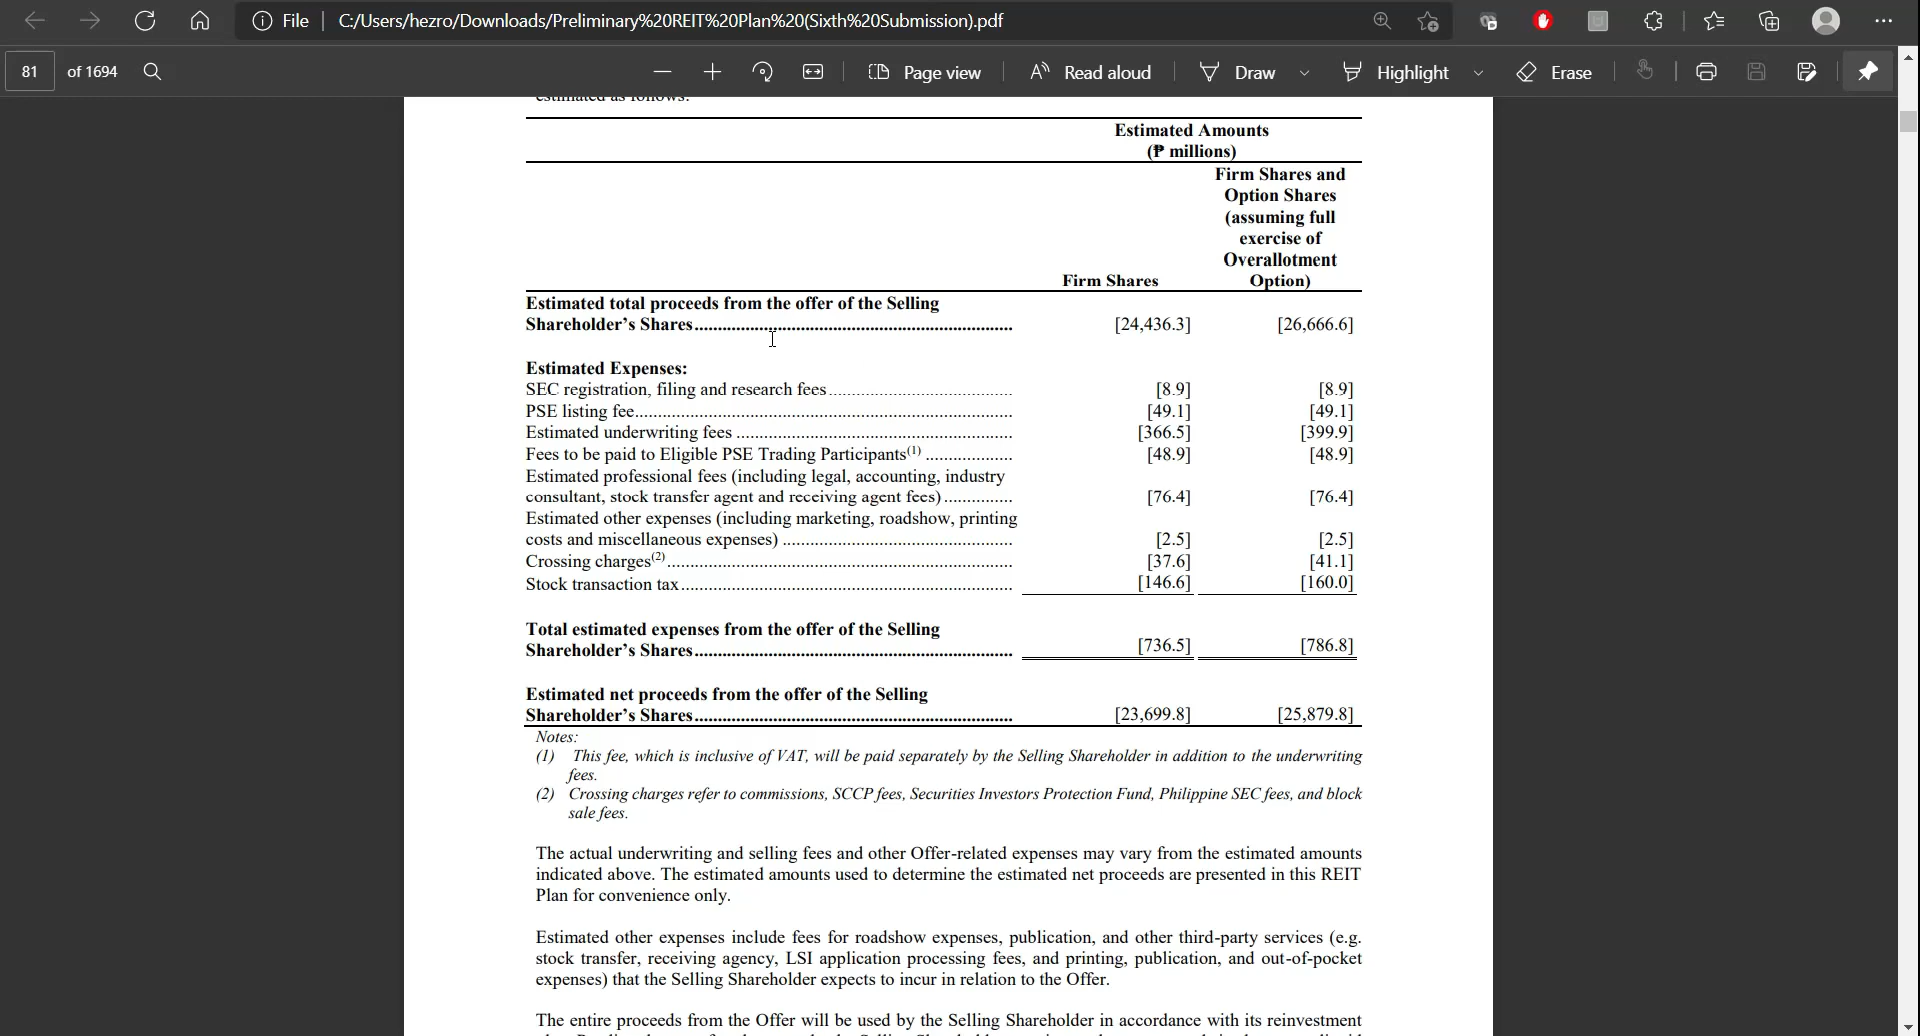 File
C:/Users/hezro/Downloads/Preliminary%20REIT%20Plan%20(Sixth%20Submission).pdf
81 of 1694
Page view
Read aloud
Draw
Highlight
Erase
estimated as follows:
Estimated Amounts
(₱ millions)
Firm Shares and
Option Shares
(assuming full
exercise of
Overallotment
Firm Shares Option)
Estimated total proceeds from the offer of the Selling
Shareholder's Shares [24,436.3] [26,666.6]
Estimated Expenses:
SEC registration, filing and research fees [8.9] [8.9]
PSE listing fee [49.1] [49.1]
Estimated underwriting fees [366.5] [399.9]
Fees to be paid to Eligible PSE Trading Participants(1) [48.9] [48.9]
Estimated professional fees (including legal, accounting, industry
consultant, stock transfer agent and receiving agent fees) [76.4] [76.4]
Estimated other expenses (including marketing, roadshow, printing
costs and miscellaneous expenses) [2.5] [2.5]
Crossing charges(2) [37.6] [41.1]
Stock transaction tax [146.6] [160.0]
Total estimated expenses from the offer of the Selling
Shareholder's Shares [736.5] [786.8]
Estimated net proceeds from the offer of the Selling
Shareholder's Shares [23,699.8] [25,879.8]
Notes:
(1) This fee, which is inclusive of VAT, will be paid separately by the Selling Shareholder in addition to the underwriting
fees.
(2) Crossing charges refer to commissions, SCCP fees, Securities Investors Protection Fund, Philippine SEC fees, and block
sale fees.
The actual underwriting and selling fees and other Offer-related expenses may vary from the estimated amounts
indicated above. The estimated amounts used to determine the estimated net proceeds are presented in this REIT
Plan for convenience only.
Estimated other expenses include fees for roadshow expenses, publication, and other third-party services (e.g.
stock transfer, receiving agency, LSI application processing fees, and printing, publication, and out-of-pocket
expenses) that the Selling Shareholder expects to incur in relation to the Offer.
The entire proceeds from the Offer will be used by the Selling Shareholder in accordance with its reinvestment